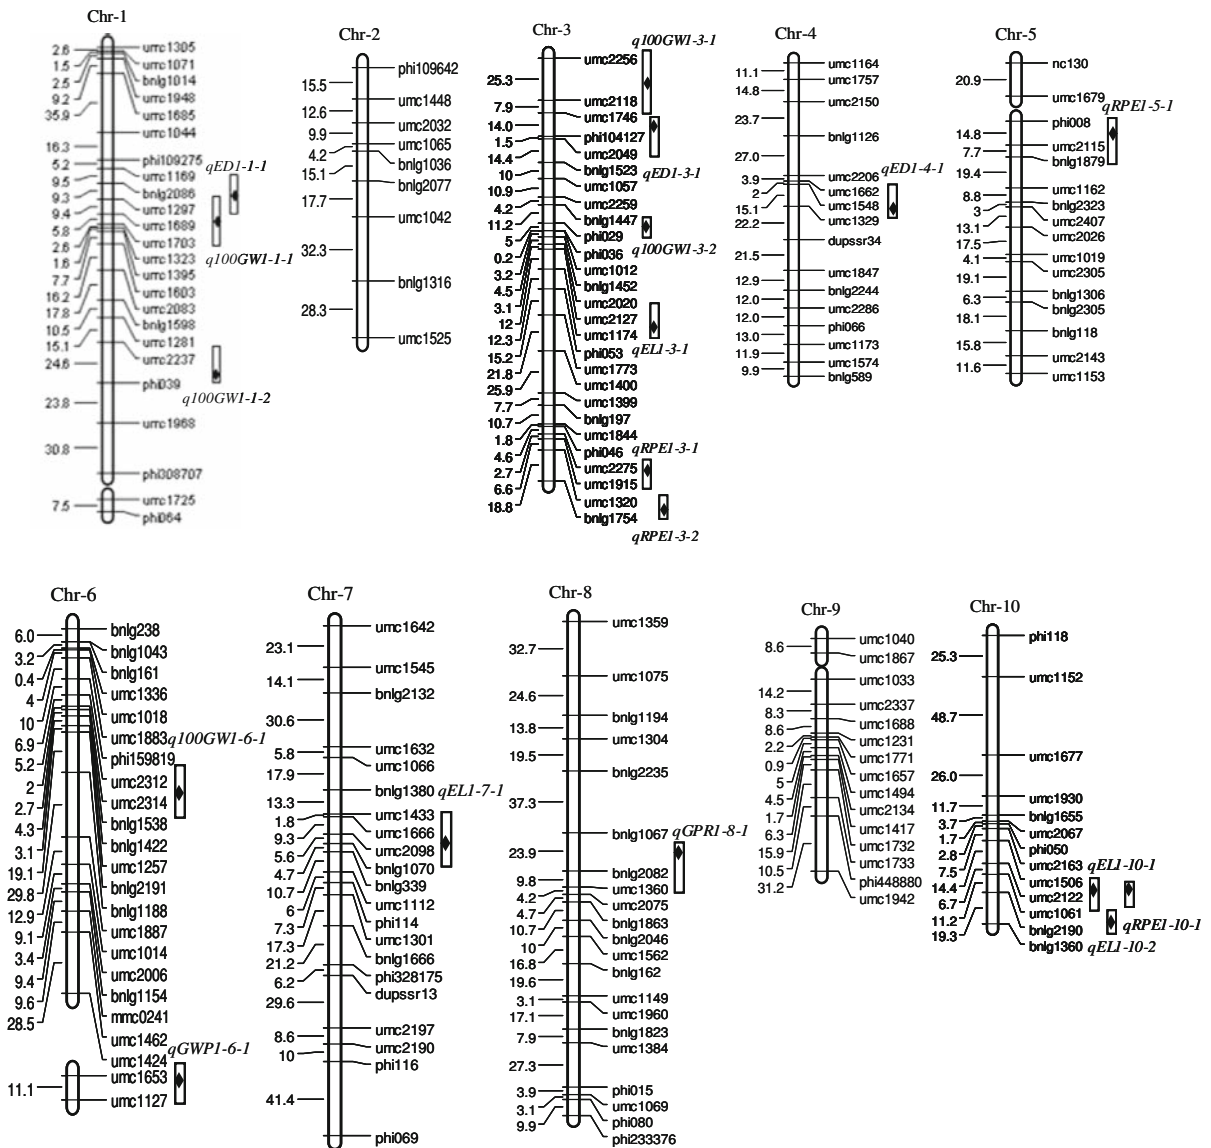 Chr-1
2.6
1.5
2.5
9.2
35.9
16.3
5.2
9.5
9.3
9.4
5.8
2.6
1.6
7.7
16.2
17.8
10.5
15.1
24.6
23.8
30.8
7.5
umc1305
umc1071
bnlg1014
umc1948
umc1685
umc1044
phi109275
umc1169
bnlg2086
umc1297
umc1689
umc1703
umc1323
umc1395
umc1603
umc2083
bnlg1598
umc1281
umc2237
phi039
umc1968
phi308707
umc1725
phi064
qED1-1-1
q100GW1-1-1
q100GW1-1-2
Chr-2
15.5
12.6
9.9
4.2
15.1
17.7
32.3
28.3
phi109642
umc1448
umc2032
umc1065
bnlg1036
bnlg2077
umc1042
bnlg1316
umc1525
Chr-3
25.3
7.9
14.0
1.5
14.4
10
10.9
4.2
11.2
5
0.2
3.2
4.5
3.1
12
12.3
15.2
21.8
25.9
7.7
10.7
1.8
4.6
2.7
6.6
18.8
umc2256
umc2118
umc1746
phi104127
umc2049
bnlg1523
umc1057
umc2259
bnlg1447
phi029
phi036
umc1012
bnlg1452
umc2020
umc2127
umc1174
phi053
umc1773
umc1400
umc1399
bnlg197
umc1844
phi046
umc2275
umc1915
umc1320
bnlg1754
q100GW1-3-1
qED1-3-1
q100GW1-3-2
qEL1-3-1
qRPE1-3-1
qRPE1-3-2
Chr-4
11.1
14.8
23.7
27.0
3.9
2
15.1
22.2
21.5
12.9
12.0
12.0
13.0
11.9
9.9
umc1164
umc1757
umc2150
bnlg1126
umc2206
umc1662
umc1548
umc1329
dupssr34
umc1847
bnlg2244
umc2286
phi066
umc1173
umc1574
bnlg589
qED1-4-1
Chr-5
20.9
14.8
7.7
19.4
8.8
3
13.1
17.5
4.1
19.1
6.3
18.1
15.8
11.6
nc130
umc1679
phi008
umc2115
bnlg1879
umc1162
bnlg2323
umc2407
umc2026
umc1019
umc2305
bnlg1306
bnlg2305
bnlg118
umc2143
umc1153
qRPE1-5-1
Chr-6
6.0
3.2
0.4
4
10
6.9
5.2
2
2.7
4.3
3.1
19.1
29.8
12.9
9.1
3.4
9.4
9.6
28.5
11.1
bnlg238
bnlg1043
bnlg161
umc1336
umc1018
umc1883
phi159819
umc2312
umc2314
bnlg1538
bnlg1422
umc1257
bnlg2191
bnlg1188
umc1887
umc1014
umc2006
bnlg1154
mmc0241
umc1462
umc1424
umc1653
umc1127
q100GW1-6-1
qGWP1-6-1
Chr-7
23.1
14.1
30.6
5.8
17.9
13.3
1.8
9.3
5.6
4.7
10.7
6
7.3
17.3
21.2
6.2
29.6
8.6
10
41.4
umc1642
umc1545
bnlg2132
umc1632
umc1066
bnlg1380
umc1433
umc1666
umc2098
bnlg1070
bnlg339
umc1112
phi114
umc1301
bnlg1666
phi328175
dupssr13
umc2197
umc2190
phi116
phi069
qEL1-7-1
Chr-8
32.7
24.6
13.8
19.5
37.3
23.9
9.8
4.2
4.7
10.7
10
16.8
19.6
3.1
17.1
7.9
27.3
3.9
3.1
9.9
umc1359
umc1075
bnlg1194
umc1304
bnlg2235
bnlg1067
bnlg2082
umc1360
umc2075
bnlg1863
bnlg2046
umc1562
bnlg162
umc1149
umc1960
bnlg1823
umc1384
phi015
umc1069
phi080
phi233376
qGPR1-8-1
Chr-9
8.6
14.2
8.3
8.6
2.2
0.9
5
4.5
1.7
6.3
15.9
10.5
31.2
umc1040
umc1867
umc1033
umc2337
umc1688
umc1231
umc1771
umc1657
umc1494
umc2134
umc1417
umc1732
umc1733
phi448880
umc1942
Chr-10
25.3
48.7
26.0
11.7
3.7
1.7
2.8
7.5
14.4
6.7
11.2
19.3
phi118
umc1152
umc1677
umc1930
bnlg1655
umc2067
phi050
umc2163
umc1506
umc2122
umc1061
bnlg2190
bnlg1360
qEL1-10-1
qRPE1-10-1
qEL1-10-2